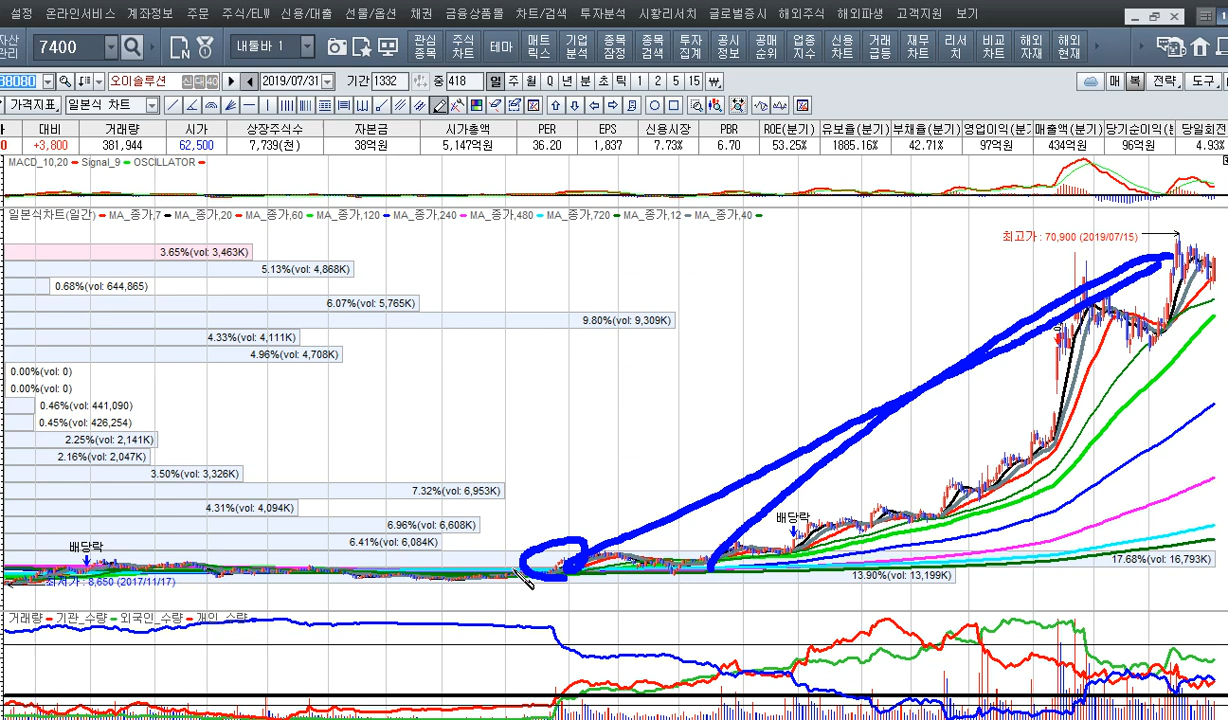 설정 온라인서비스 계좌정보 주문 주식/ELW 신용/대출 선물/옵션 채권 금융상품몰 차트/검색 투자분석 시황리서치 글로벌증시 해외주식 해외파생 고객지원 보기
자산관리 7400 내툴바 1 관심종목 주식차트 테마 매트릭스 기업분석 종목잠정 종목검색 투자집계 공시정보 공매순위 업종지수 신용차트 거래급등 재무차트 리서치 비교차트 해외자재 해외현재
38080 오이솔루션 신 대 40 2019/07/31 기간 1332 중 418 일 주 월 Q 년 분 초 틱 1 2 3 5 15 매 복 전략 도구
가격지표 일본식 차트
가 대비 거래량 시가 상장주식수 자본금 시가총액 PER EPS 신용시장 PBR ROE(분기) 유보율(분기) 부채율(분기) 영업이익(분기 매출액(분기) 당기순이익( 당일회전
0 +3,800 381,944 62,500 7,739(천) 38억원 5,147억원 36.20 1,837 7.73% 6.70 53.25% 1885.16% 42.71% 97억원 434억원 96억원 4.93%
MACD_10,20 Signal_9 OSCILLATOR
일본식차트(일간) MA_종가,7 MA_종가,20 MA_종가,60 MA_종가,120 MA_종가,240 MA_종가,480 MA_종가,720 MA_종가,12 MA_종가,40
최고가 : 70,900 (2019/07/15)
3.65%(vol: 3,463K)
5.13%(vol: 4,868K)
0.68%(vol: 644,865)
6.07%(vol: 5,765K)
9.80%(vol: 9,309K)
4.33%(vol: 4,111K)
4.96%(vol: 4,708K)
0.00%(vol: 0)
0.00%(vol: 0)
0.46%(vol: 441,090)
0.45%(vol: 426,254)
2.25%(vol: 2,141K)
2.16%(vol: 2,047K)
3.50%(vol: 3,326K)
7.32%(vol: 6,953K)
4.31%(vol: 4,094K)
배당락
6.96%(vol: 6,608K)
6.41%(vol: 6,084K)
배당락
17.68%(vol: 16,793K)
13.90%(vol: 13,199K)
최저가 : 8,650 (2017/11/17)
거래량 기관_수량 외국인_수량 개인_수량